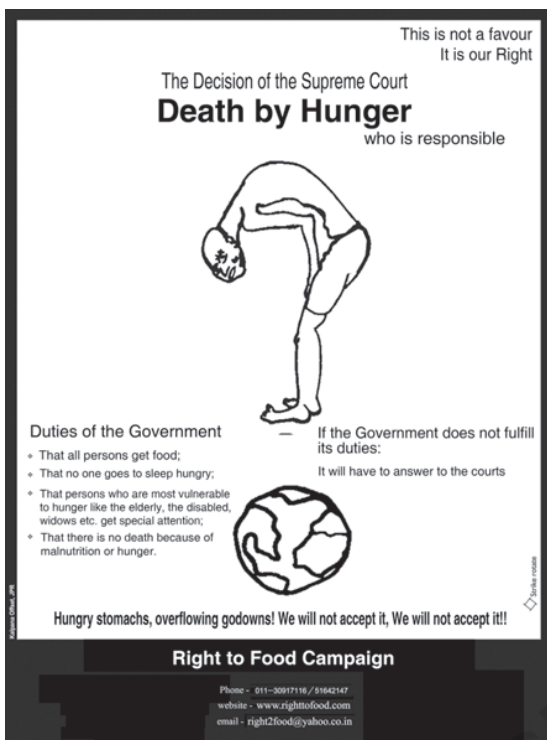 This is not a favour
It is our Right
The Decision of the Supreme Court
Death by Hunger
who is responsible
Duties of the Government
❖ That all persons get food;
❖ That no one goes to sleep hungry;
❖ That persons who are most vulnerable
to hunger like the elderly, the disabled,
widows etc. get special attention;
❖ That there is no death because of
malnutrition or hunger.
If the Government does not fulfill
its duties:
It will have to answer to the courts
Kalpana Offset, JPR
Strike rotate
Hungry stomachs, overflowing godowns! We will not accept it, We will not accept it!!
Right to Food Campaign
Phone - 011–30917116 / 51642147
website - www.righttofood.com
email - right2food@yahoo.co.in